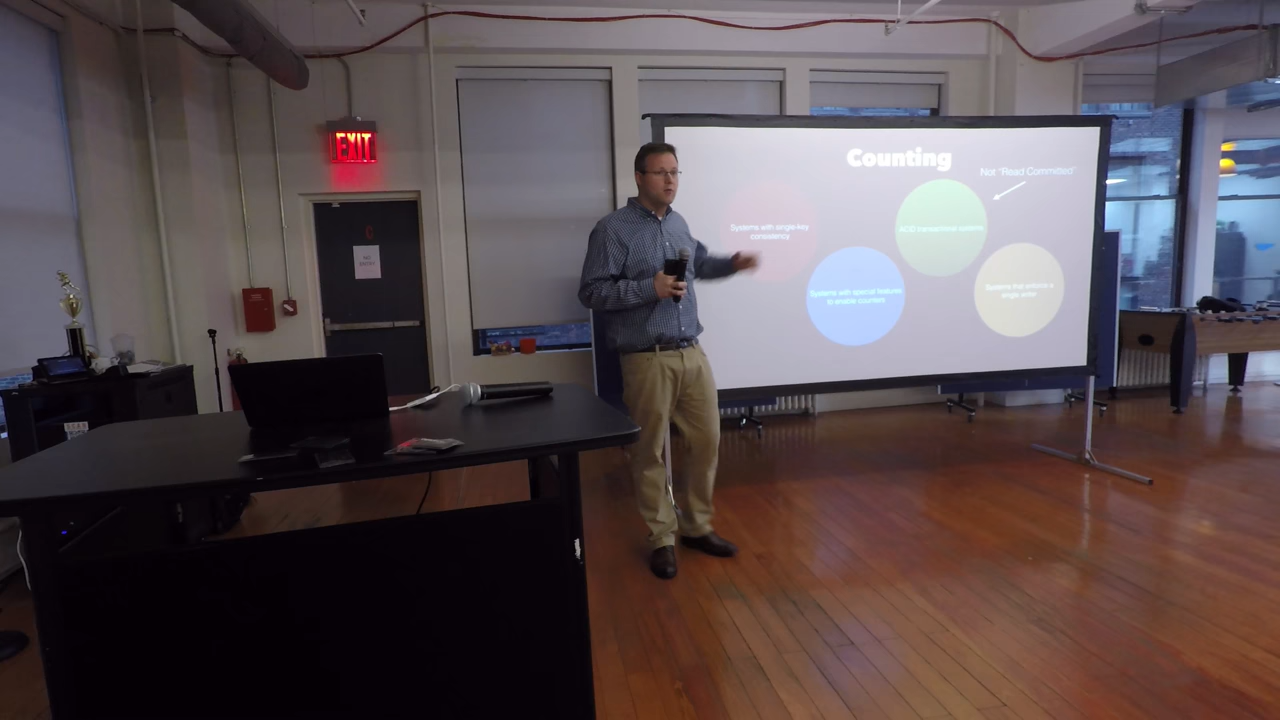 EXIT
Counting
Not "Read Committed"
Systems with single-key
consistency
ACID transactional systems
Systems with special features
to enable counters
Systems that enforce a
single writer